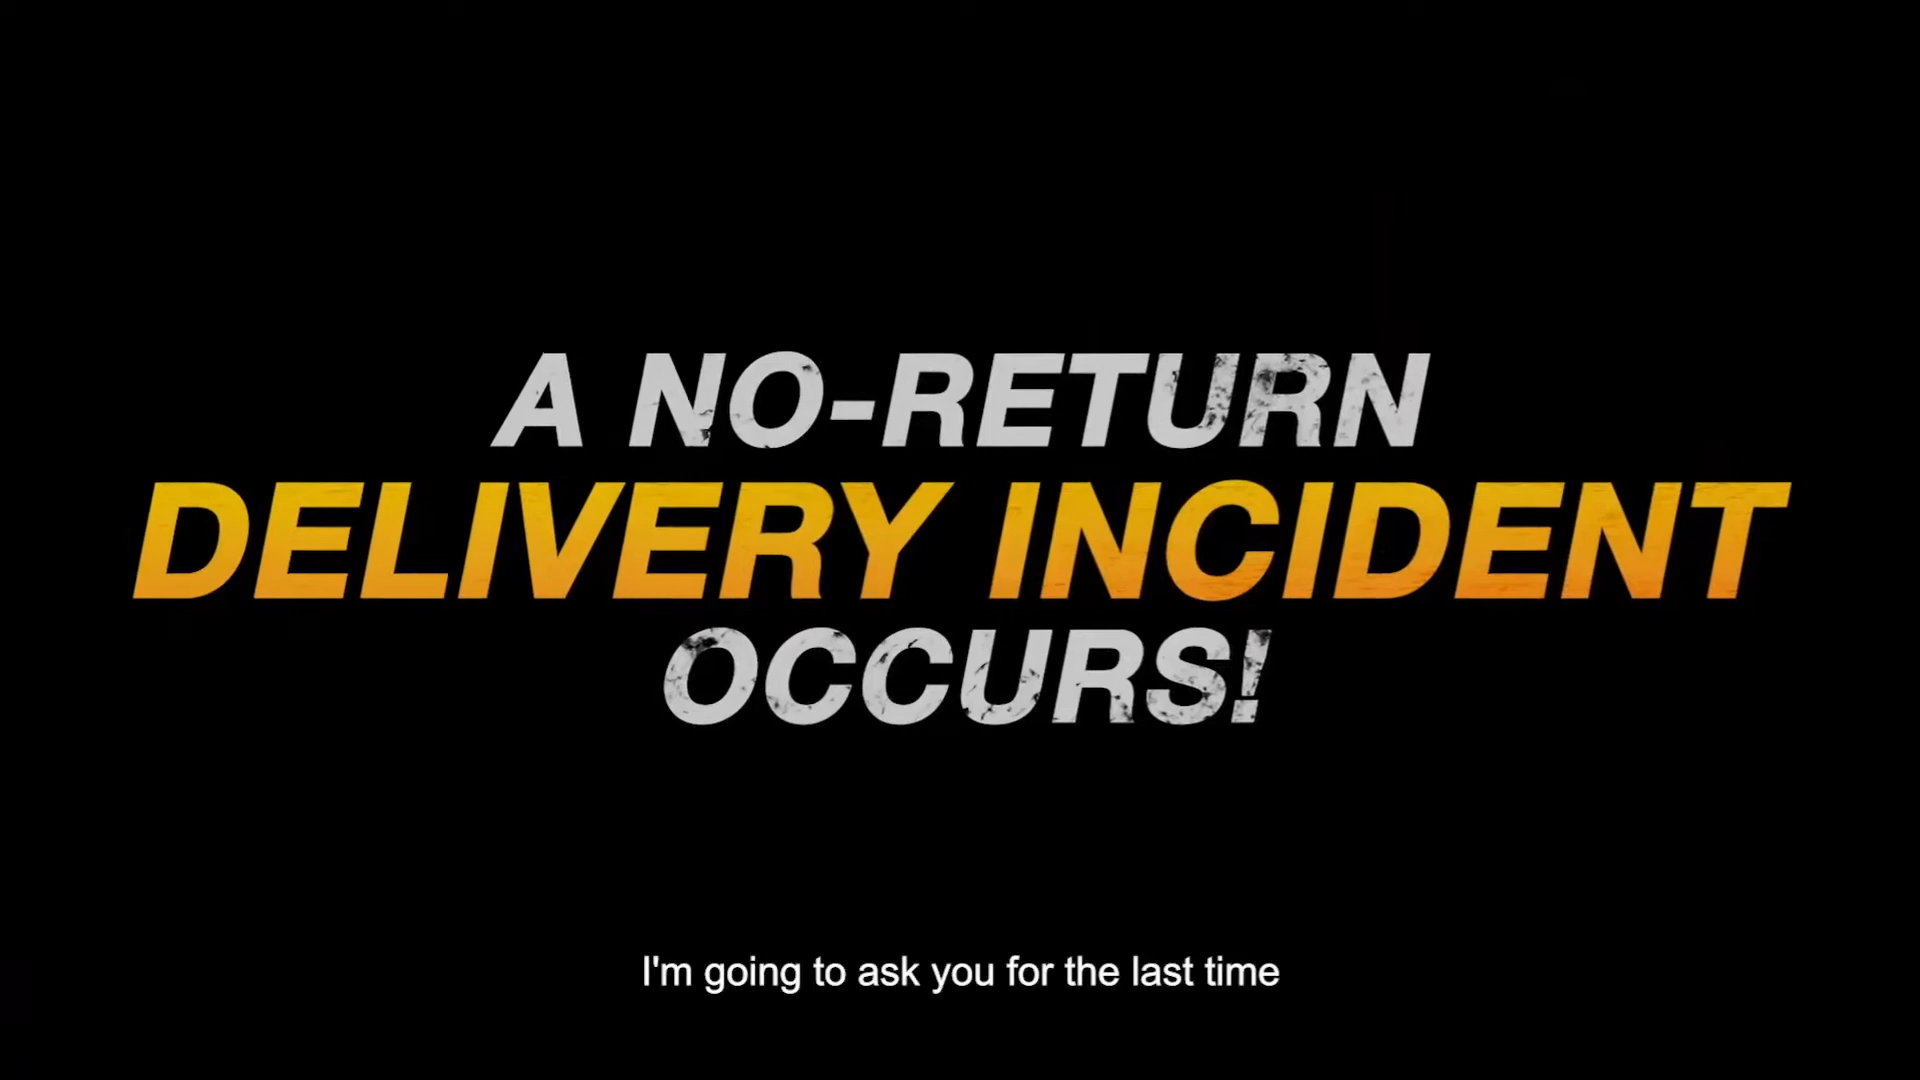 A NO-RETURN
DELIVERY INCIDENT
OCCURS!
I'm going to ask you for the last time